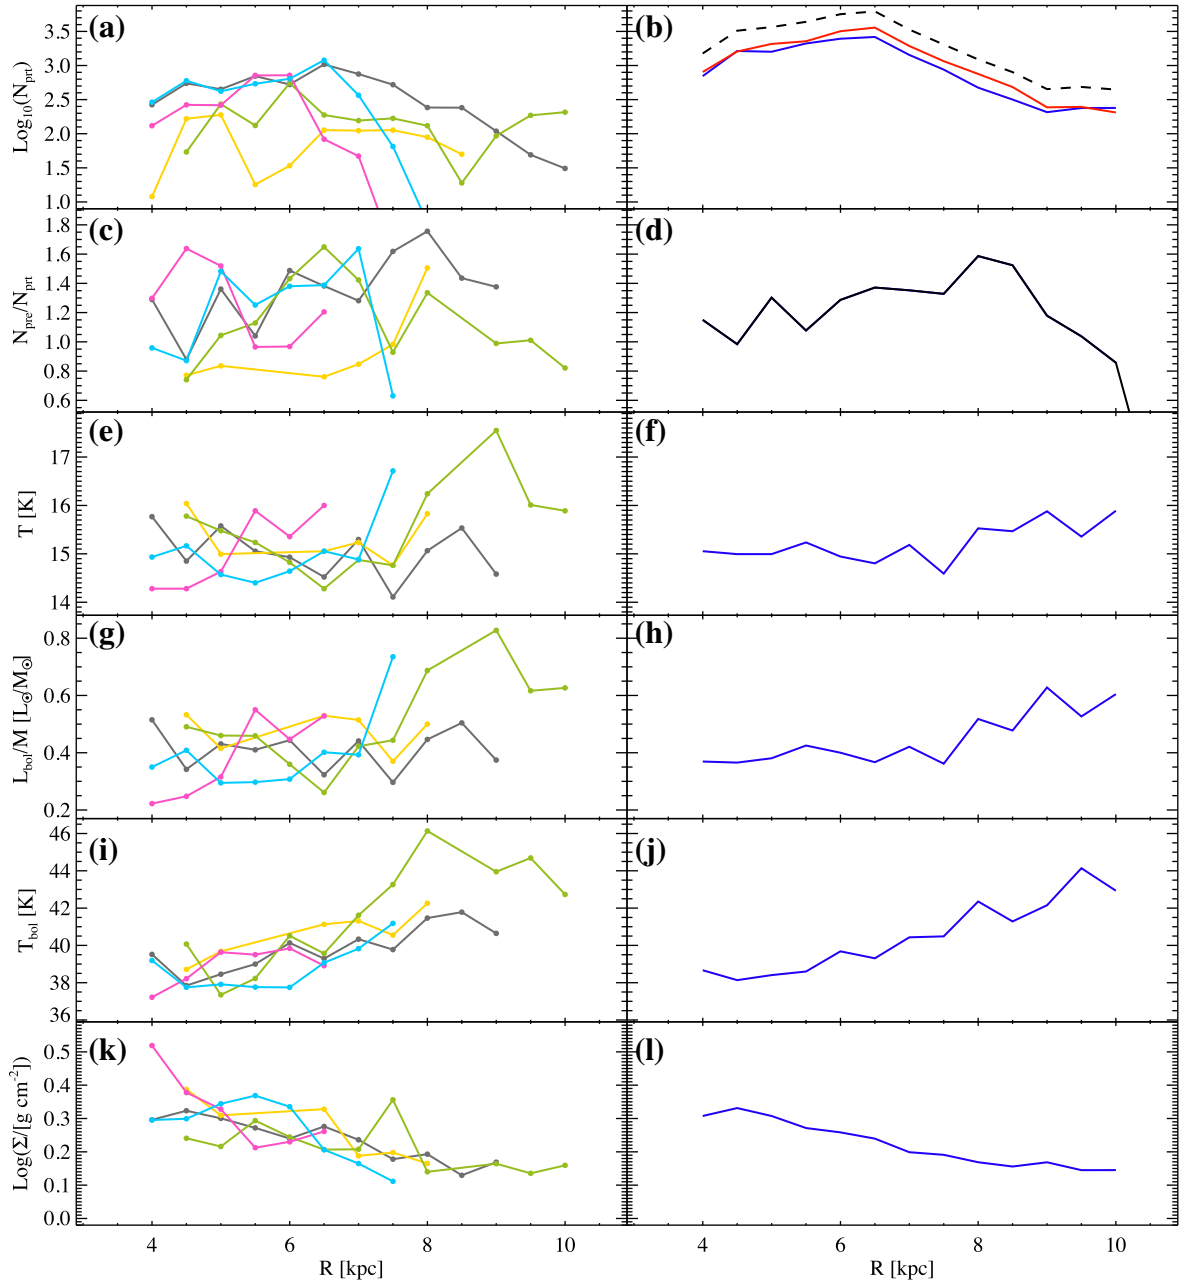 (a)
3.5
3.0
2.5
2.0
1.5
1.0
Log₁₀(Nprt)
(b)
(c)
1.8
1.6
1.4
1.2
1.0
0.8
0.6
Npre/Nprt
(d)
(e)
17
16
15
14
T [K]
(f)
(g)
0.8
0.6
0.4
0.2
Lbol/M [L⊙/M⊙]
(h)
(i)
46
44
42
40
38
36
Tbol [K]
(j)
(k)
0.5
0.4
0.3
0.2
0.1
0.0
Log(Σ/[g cm⁻²])
(l)
4 6 8 10
R [kpc]
4 6 8 10
R [kpc]